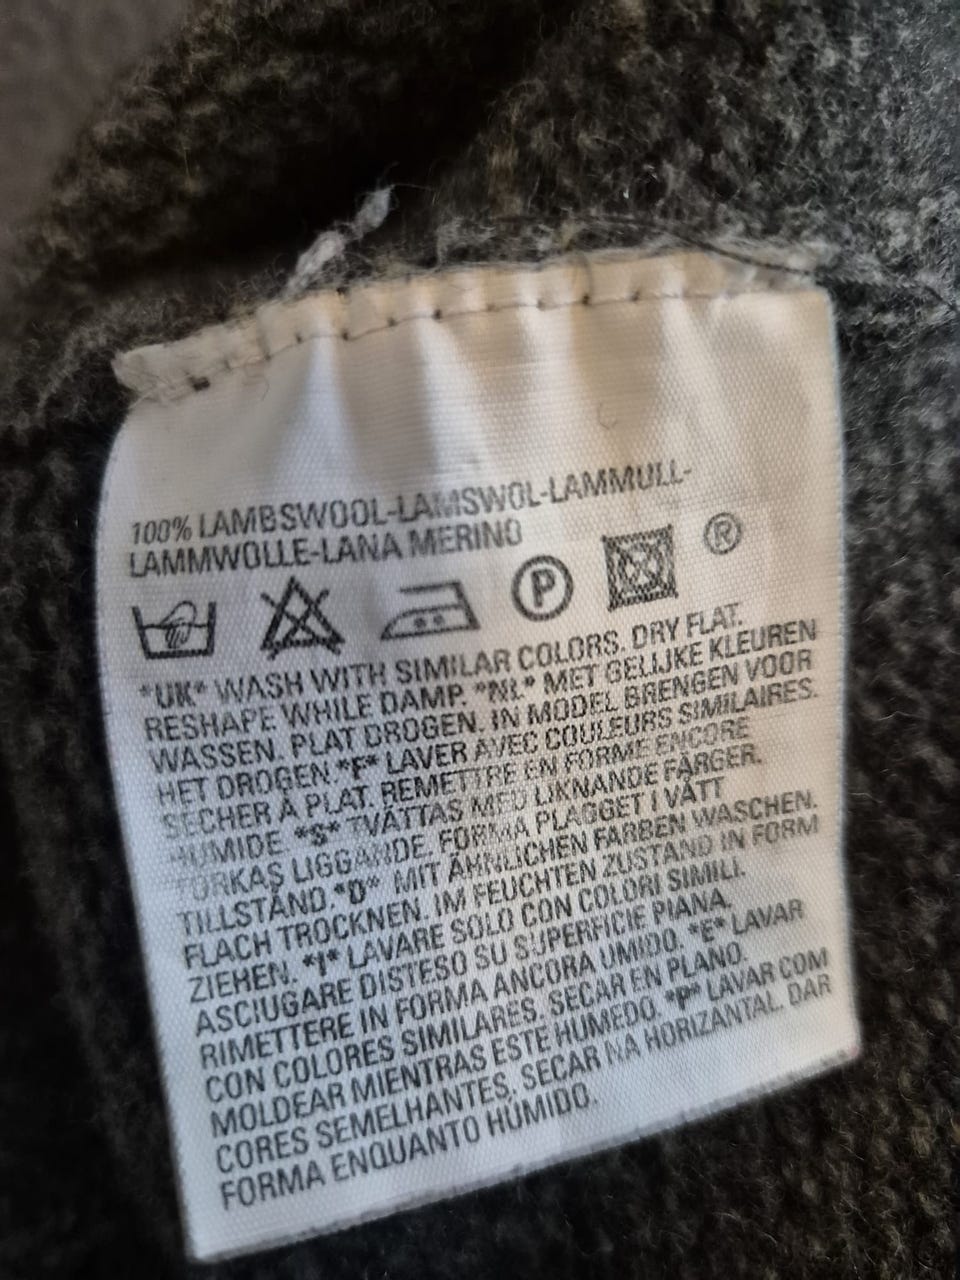 100% LAMBSWOOL-LAMSWOL-LAMMULL-
LAMMWOLLE-LANA MERINO
P ®
*UK* WASH WITH SIMILAR COLORS. DRY FLAT.
RESHAPE WHILE DAMP. *NL* MET GELIJKE KLEUREN
WASSEN. PLAT DROGEN. IN MODEL BRENGEN VOOR
HET DROGEN *F* LAVER AVEC COULEURS SIMILAIRES.
SECHER À PLAT. REMETTRE EN FORME ENCORE
HUMIDE. *S* TVÄTTAS MED LIKNANDE FÄRGER.
TORKAS LIGGANDE. FORMA PLAGGET I VÅTT
TILLSTÅND. *D* MIT ÄHNLICHEN FARBEN WASCHEN.
FLACH TROCKNEN. IM FEUCHTEN ZUSTAND IN FORM
ZIEHEN. *I* LAVARE SOLO CON COLORI SIMILI.
ASCIUGARE DISTESO SU SUPERFICIE PIANA.
RIMETTERE IN FORMA ANCORA UMIDO. *E* LAVAR
CON COLORES SIMILARES. SECAR EN PLANO.
MOLDEAR MIENTRAS ESTE HUMEDO. *P* LAVAR COM
CORES SEMELHANTES. SECAR NA HORIZANTAL. DAR
FORMA ENQUANTO HÚMIDO.